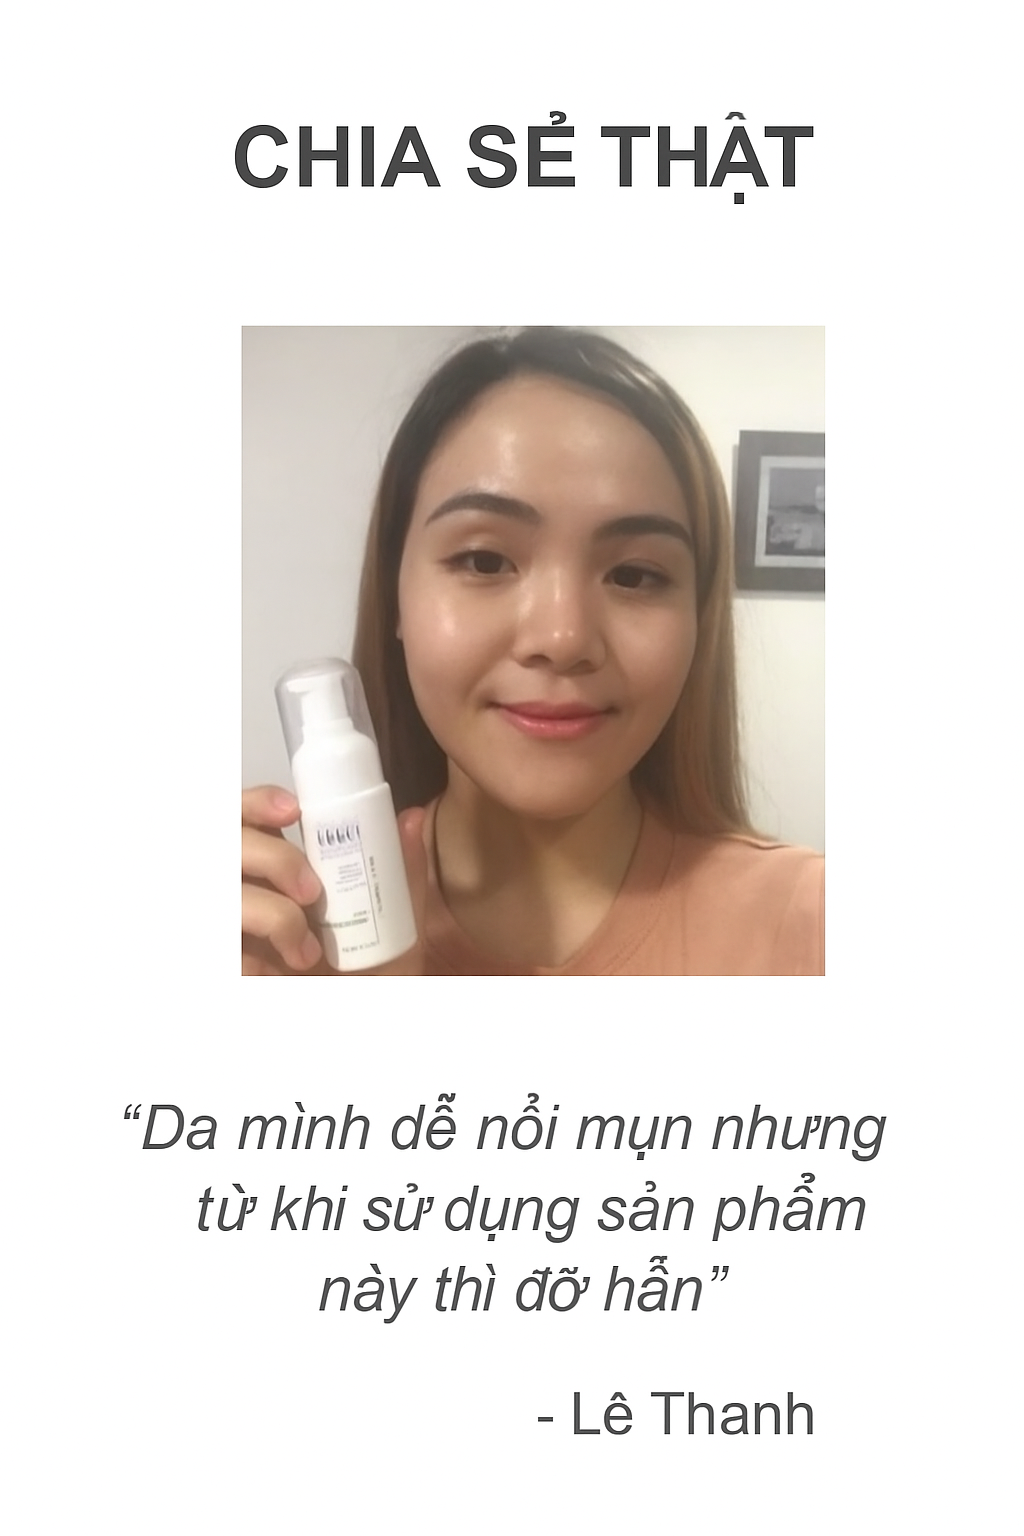 CHIA SẺ THẬT
“Da mình dễ nổi mụn nhưng
từ khi sử dụng sản phẩm
này thì đỡ hẳn”
- Lê Thanh